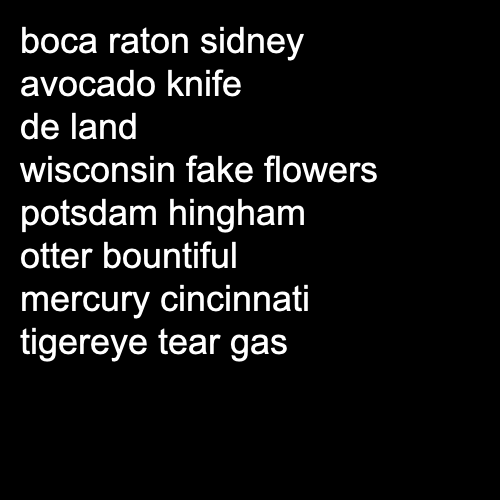 boca raton sidney
avocado knife
de land
wisconsin fake flowers
potsdam hingham
otter bountiful
mercury cincinnati
tigereye tear gas